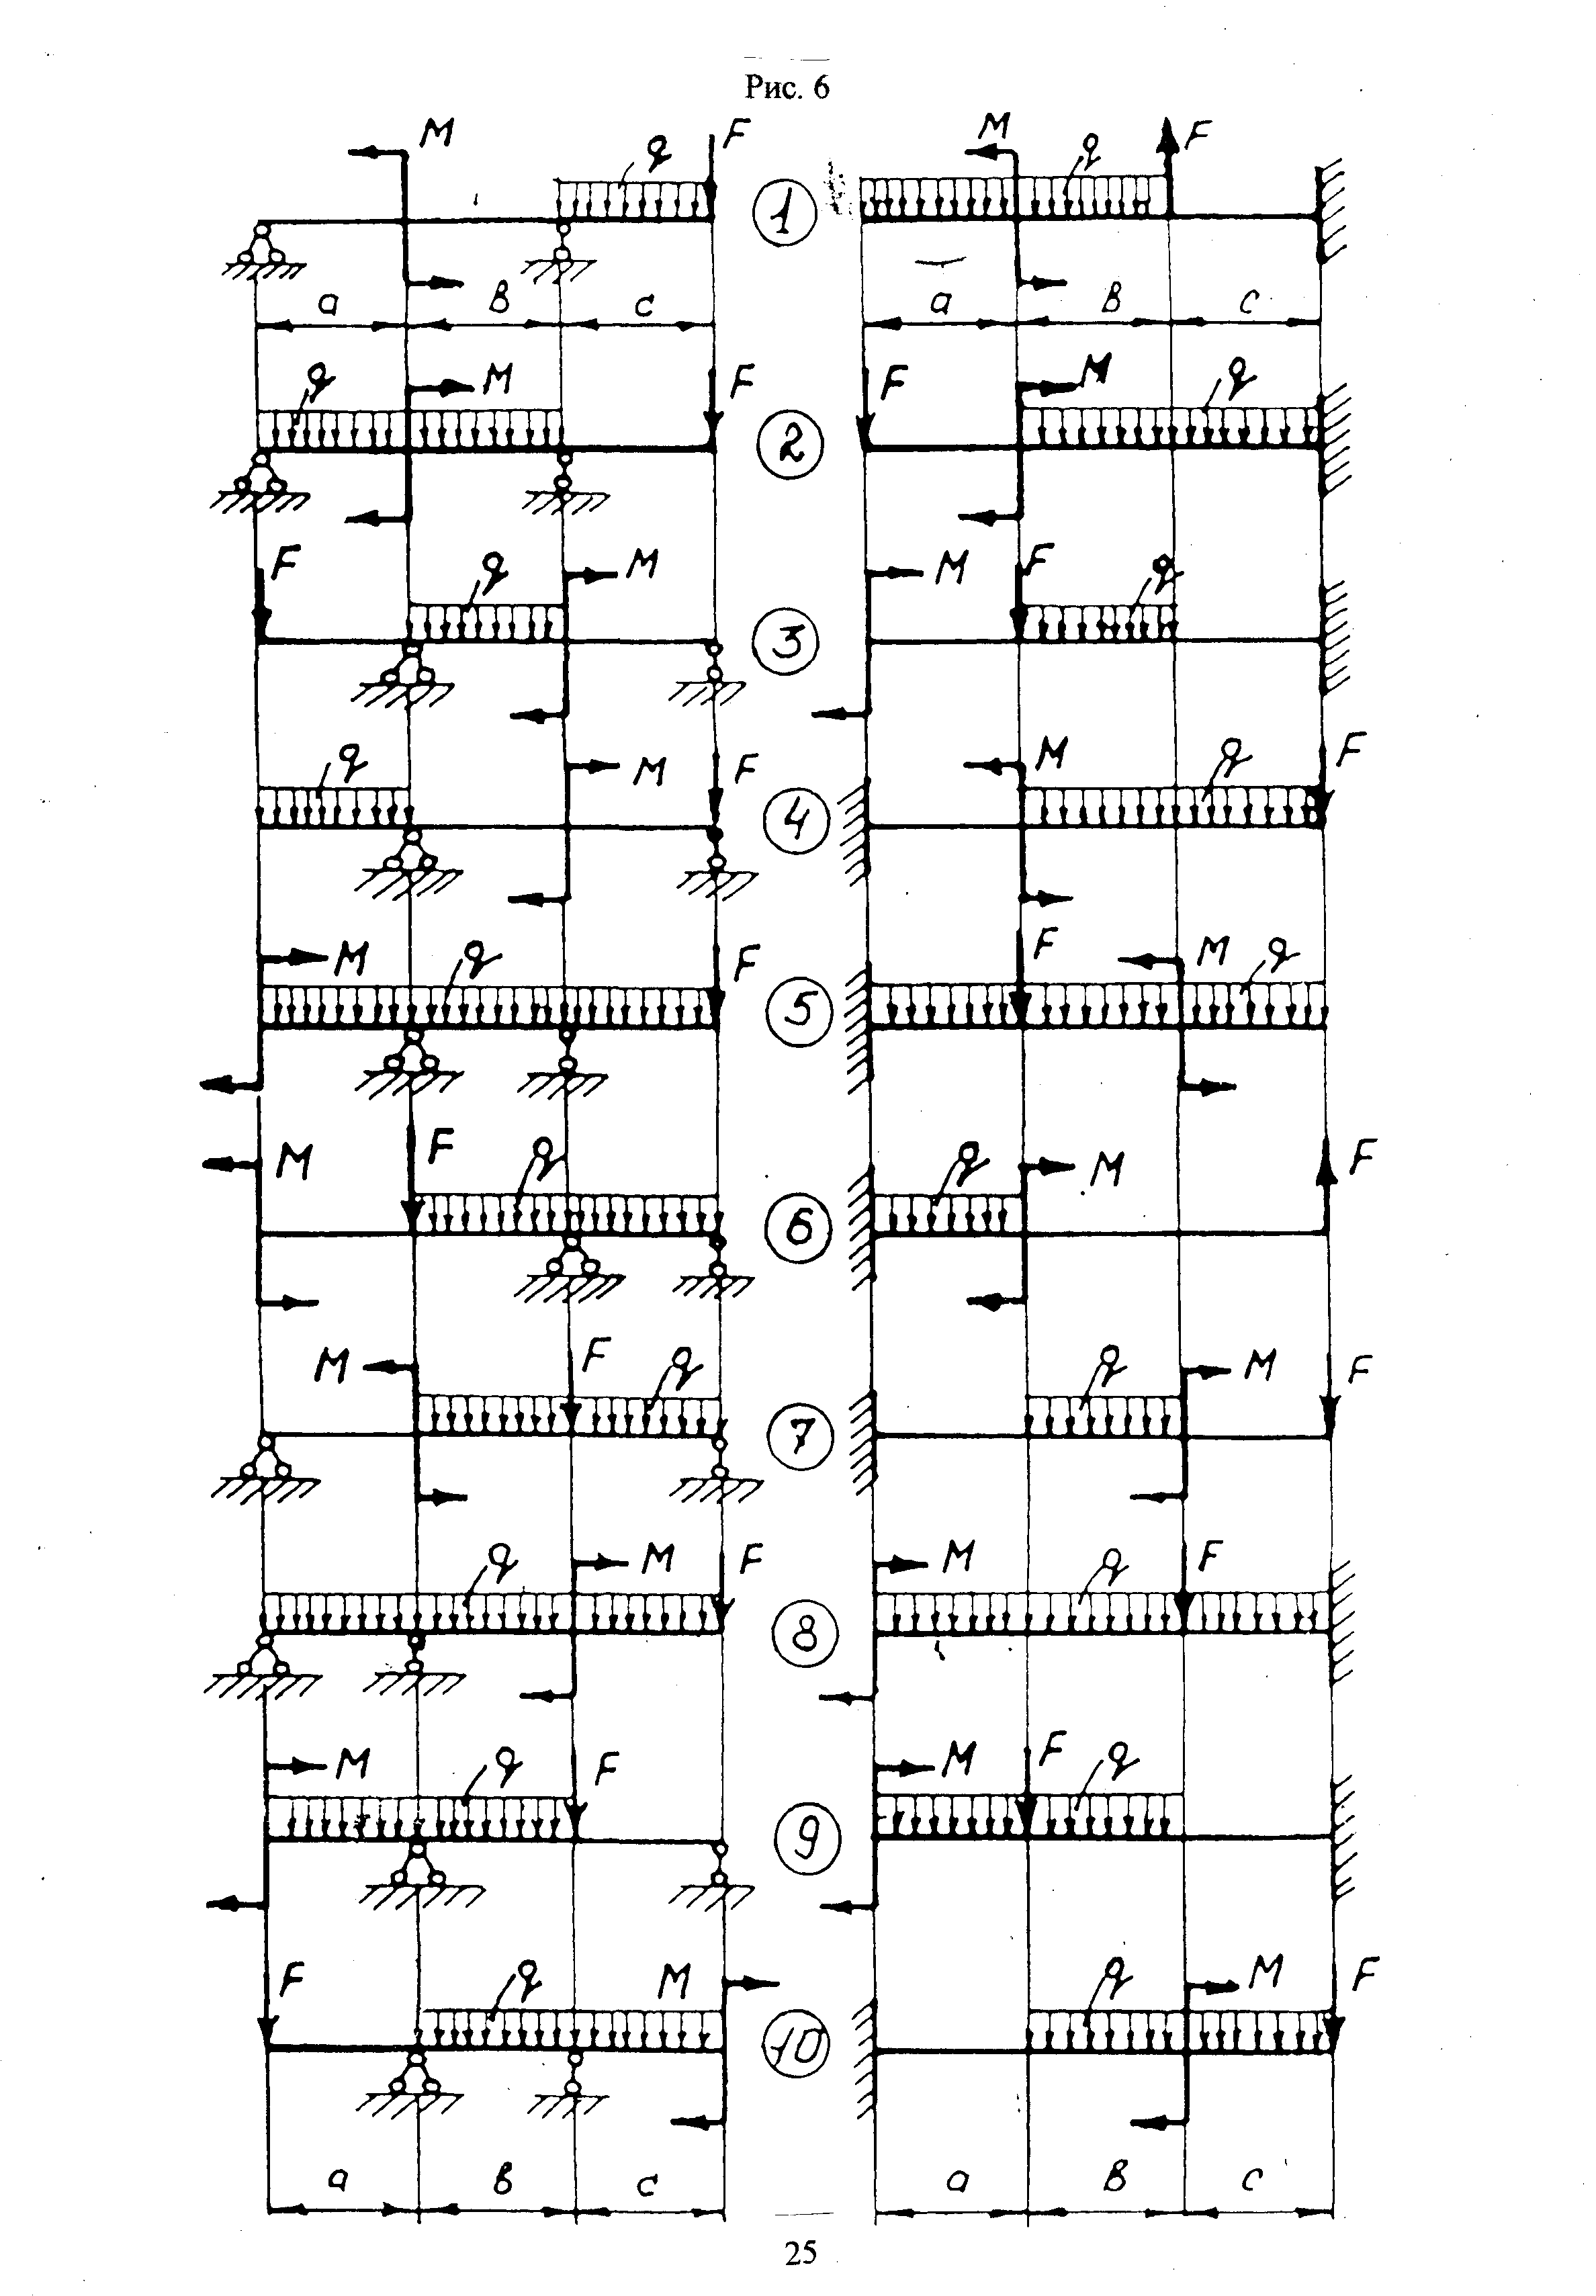 Рис. 6
M q F M q F
1
a в c a в c
q M F F M q
2
F q M M F q
3
q M F M q F
4
M q F F M q
5
M F q q M F
6
M F q q M F
7
q M F M q F
8
M q F M F q
9
F q M q M F
10
a в c a в c
25